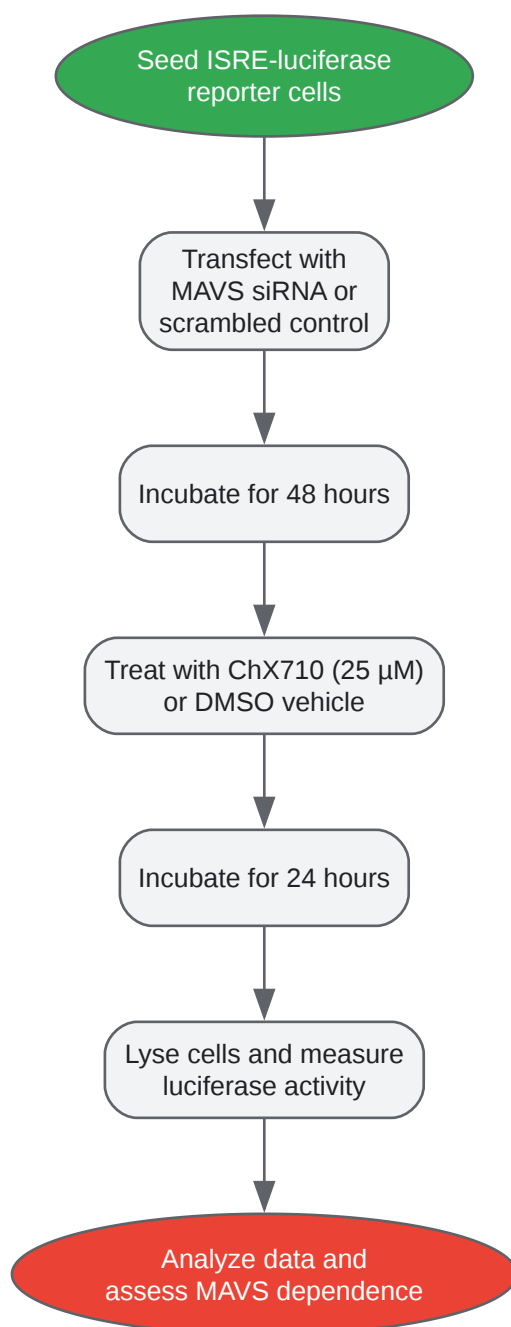 Seed ISRE-luciferase
reporter cells
Transfect with
MAVS siRNA or
scrambled control
Incubate for 48 hours
Treat with ChX710 (25 µM)
or DMSO vehicle
Incubate for 24 hours
Lyse cells and measure
luciferase activity
Analyze data and
assess MAVS dependence